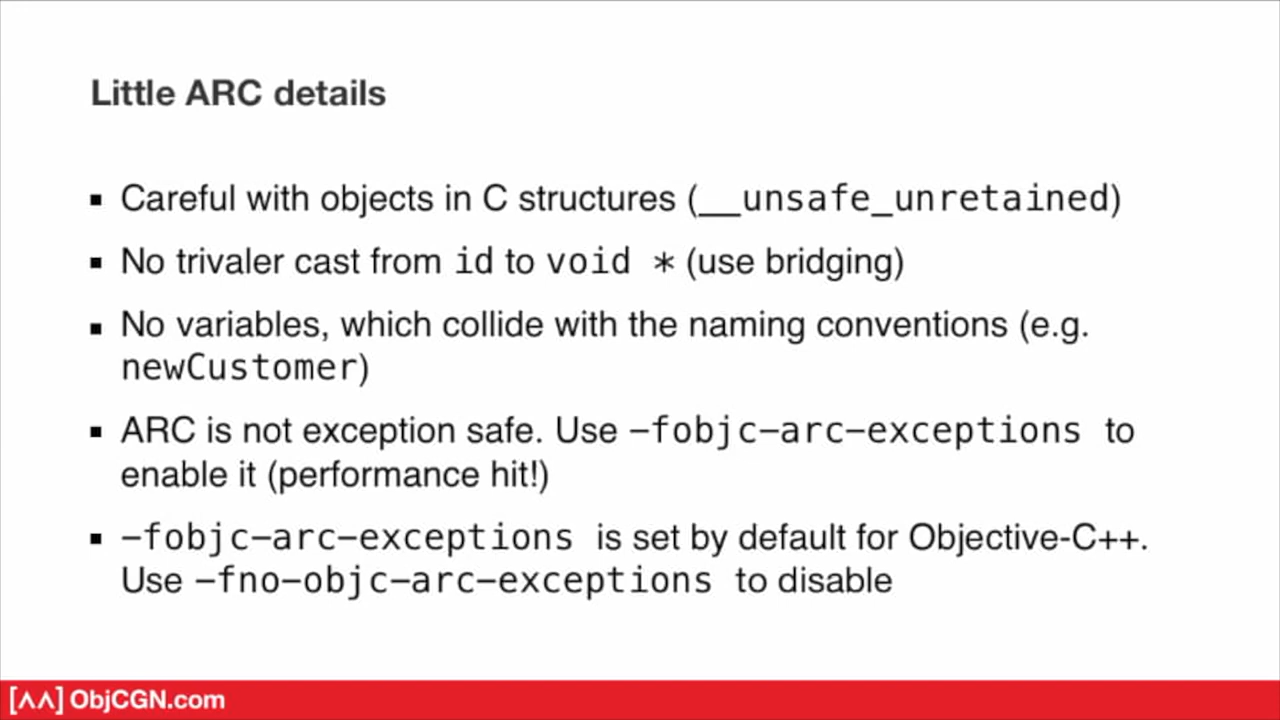 Little ARC details
▪ Careful with objects in C structures (__unsafe_unretained)
▪ No trivaler cast from id to void * (use bridging)
▪ No variables, which collide with the naming conventions (e.g.
newCustomer)
▪ ARC is not exception safe. Use -fobjc-arc-exceptions to
enable it (performance hit!)
▪ -fobjc-arc-exceptions is set by default for Objective-C++.
Use -fno-objc-arc-exceptions to disable
[ʌʌ] ObjCGN.com